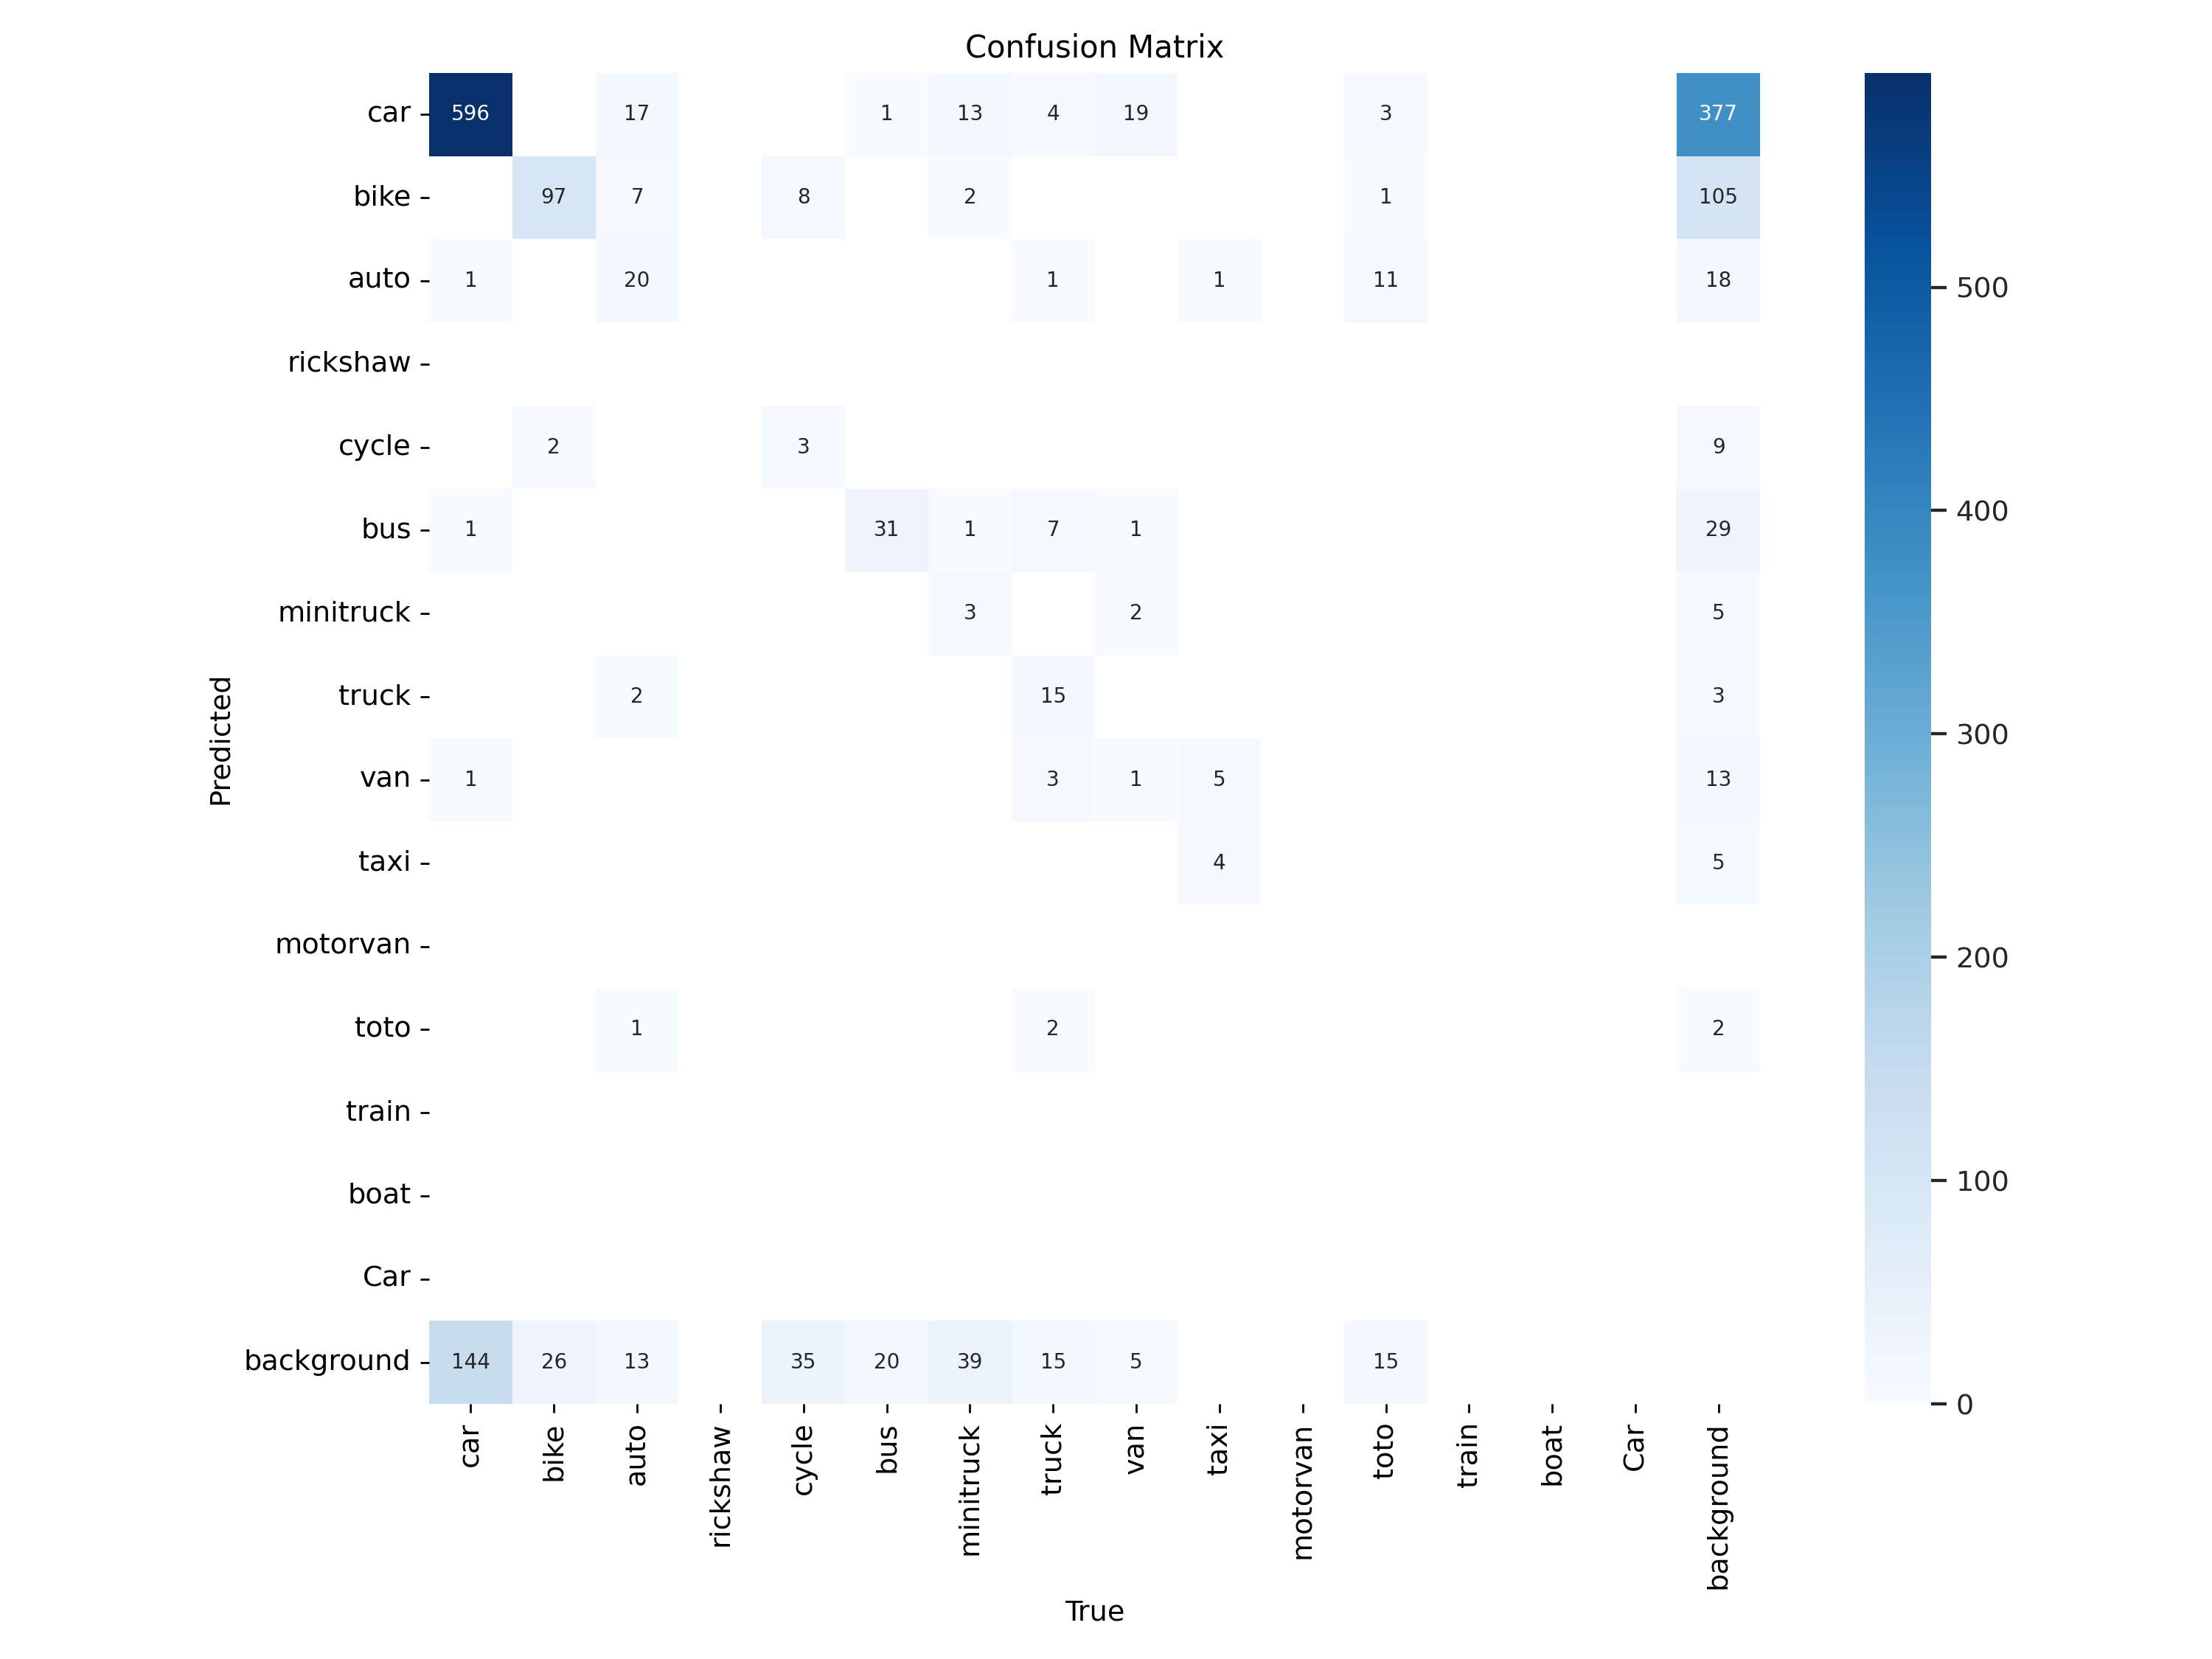 Confusion Matrix
car 596 17 1 13 4 19 3 377
bike 97 7 8 2 1 105
auto 1 20 1 1 11 18
rickshaw
cycle 2 3 9
bus 1 31 1 7 1 29
minitruck 3 2 5
truck 2 15 3
van 1 3 1 5 13
taxi 4 5
motorvan
toto 1 2 2
train
boat
Car
background 144 26 13 35 20 39 15 5 15
car bike auto rickshaw cycle bus minitruck truck van taxi motorvan toto train boat Car background
True
Predicted
500
400
300
200
100
0